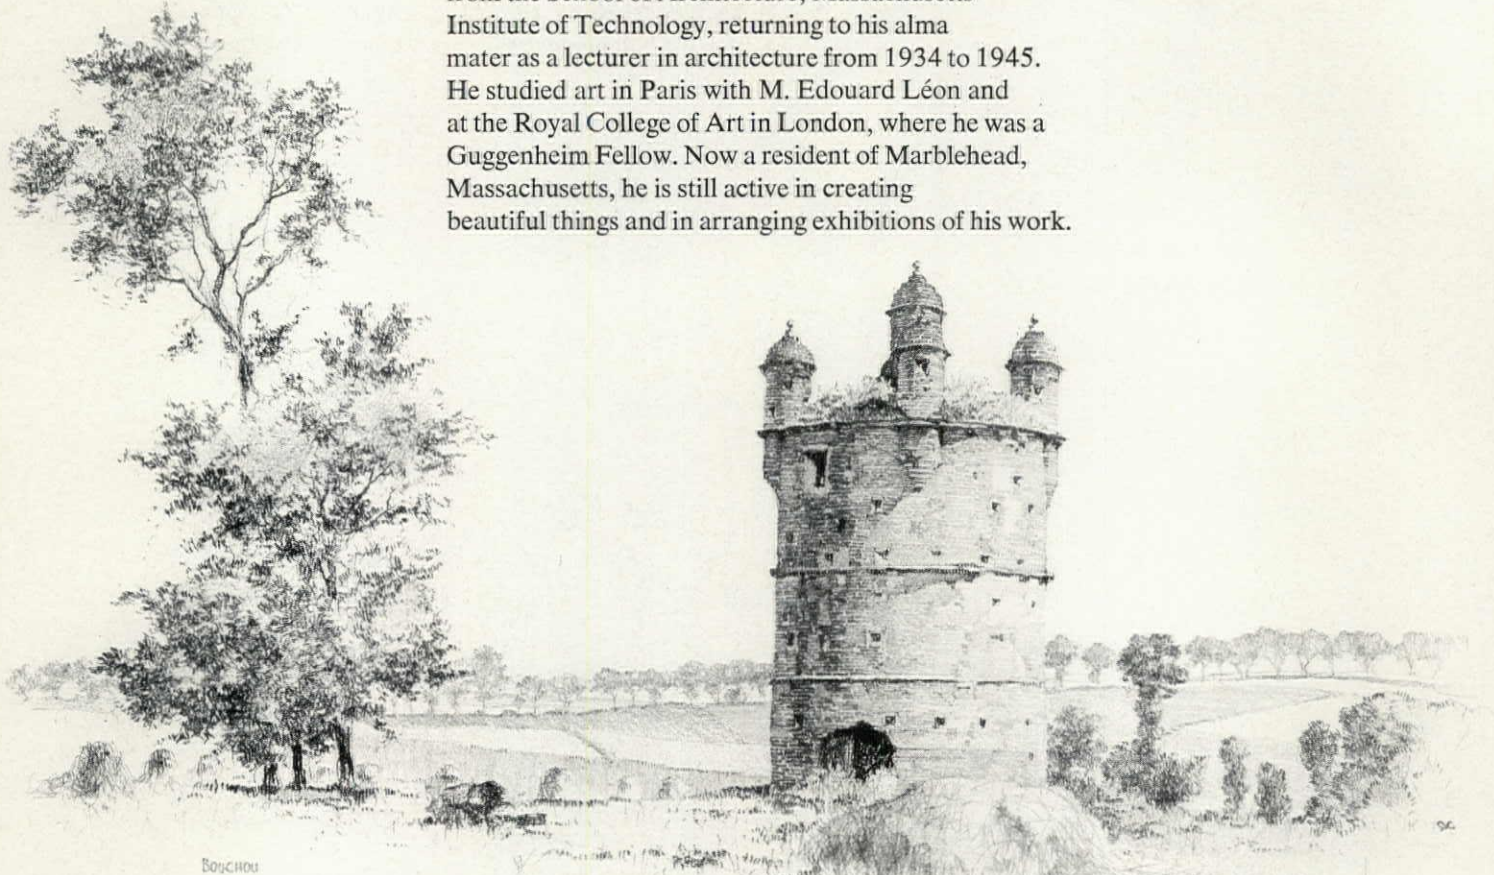 Institute of Technology, returning to his alma
mater as a lecturer in architecture from 1934 to 1945.
He studied art in Paris with M. Edouard Léon and
at the Royal College of Art in London, where he was a
Guggenheim Fellow. Now a resident of Marblehead,
Massachusetts, he is still active in creating
beautiful things and in arranging exhibitions of his work.
BOUCHOU